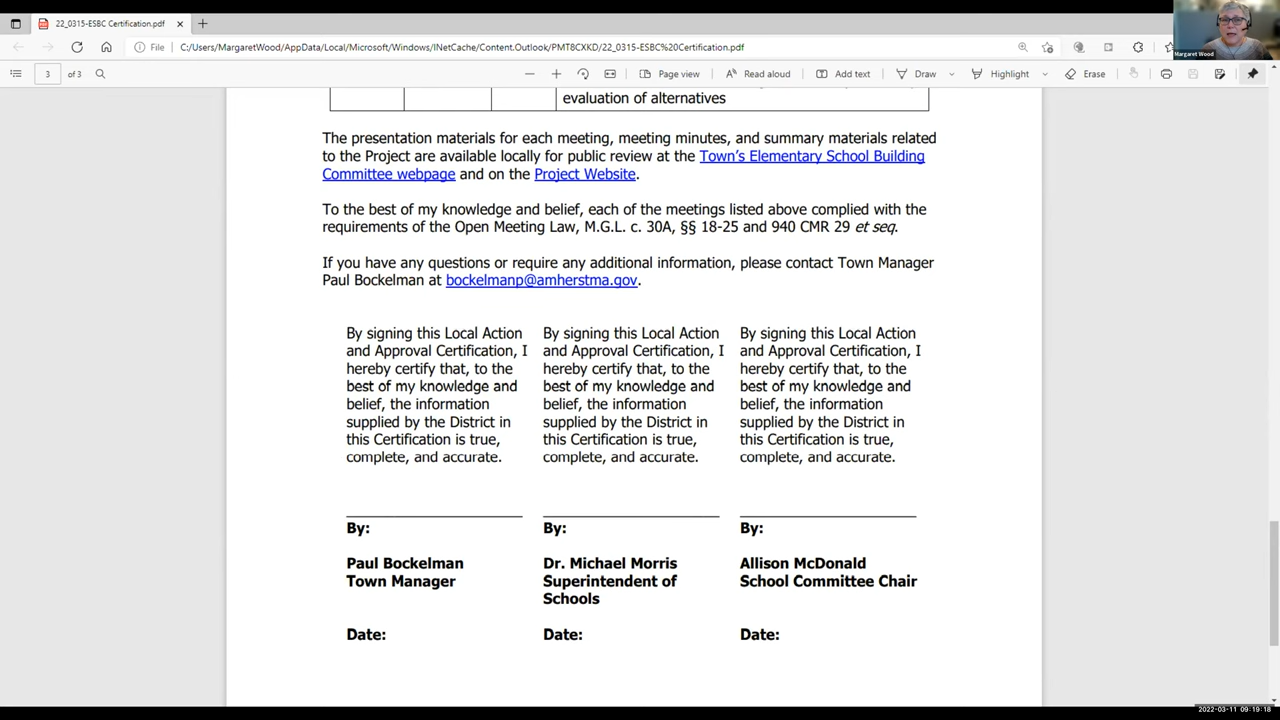 22_0315-ESBC Certification.pdf
File
C:/Users/MargaretWood/AppData/Local/Microsoft/Windows/INetCache/Content.Outlook/PMT8CXKD/22_0315-ESBC%20Certification.pdf
Margaret Wood
3 of 3 Page view Read aloud Add text Draw Highlight Erase
evaluation of alternatives
The presentation materials for each meeting, meeting minutes, and summary materials related
to the Project are available locally for public review at the Town's Elementary School Building
Committee webpage and on the Project Website.
To the best of my knowledge and belief, each of the meetings listed above complied with the
requirements of the Open Meeting Law, M.G.L. c. 30A, §§ 18-25 and 940 CMR 29 et seq.
If you have any questions or require any additional information, please contact Town Manager
Paul Bockelman at bockelmanp@amherstma.gov.
By signing this Local Action
and Approval Certification, I
hereby certify that, to the
best of my knowledge and
belief, the information
supplied by the District in
this Certification is true,
complete, and accurate.
By:
Paul Bockelman
Town Manager
Date:
By signing this Local Action
and Approval Certification, I
hereby certify that, to the
best of my knowledge and
belief, the information
supplied by the District in
this Certification is true,
complete, and accurate.
By:
Dr. Michael Morris
Superintendent of
Schools
Date:
By signing this Local Action
and Approval Certification, I
hereby certify that, to the
best of my knowledge and
belief, the information
supplied by the District in
this Certification is true,
complete, and accurate.
By:
Allison McDonald
School Committee Chair
Date:
2022-03-11 09:19:18